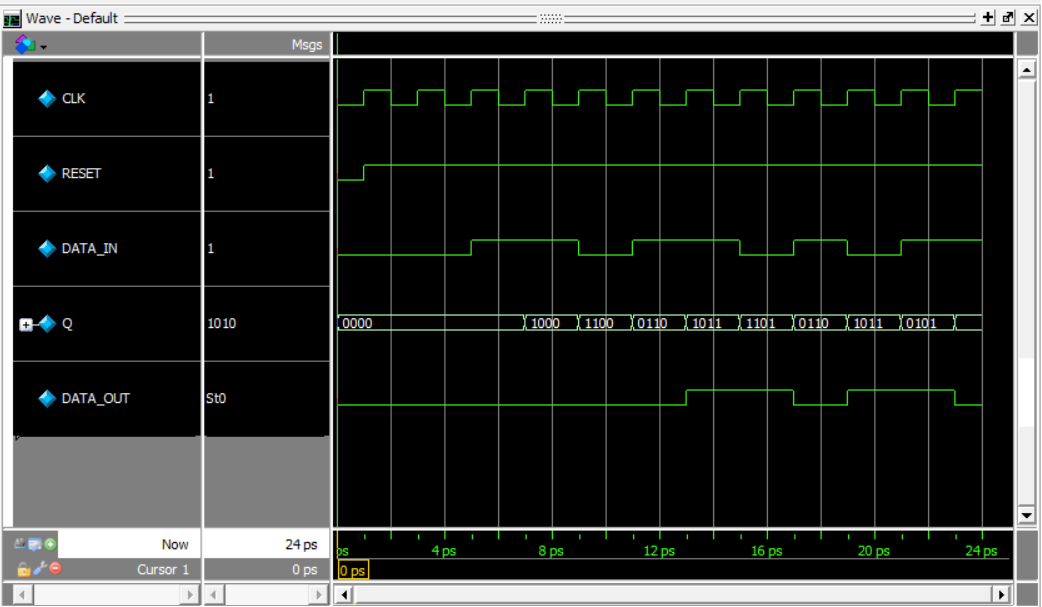 Wave - Default
Msgs
CLK 1
RESET 1
DATA_IN 1
Q 1010 0000 1000 1100 0110 1011 1101 0110 1011 0101
DATA_OUT St0
Now 24 ps ps 4 ps 8 ps 12 ps 16 ps 20 ps 24 ps
Cursor 1 0 ps 0 ps